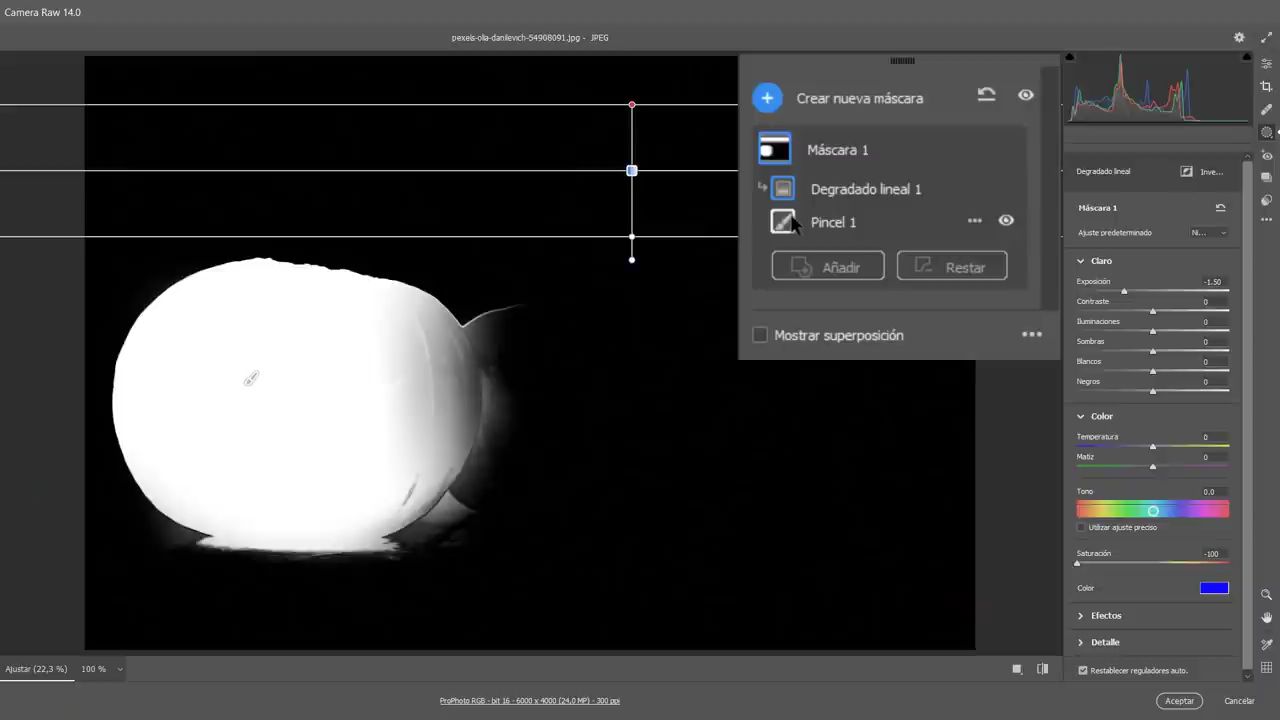 Camera Raw 14.0
pexels-olia-danilevich-54908091.jpg - JPEG
Crear nueva máscara
Máscara 1
Degradado lineal 1
Pincel 1
Añadir
Restar
Mostrar superposición
Degradado lineal
Inve...
Máscara 1
Ajuste predeterminado
Ni...
Claro
Exposición -1.50
Contraste 0
Iluminaciones 0
Sombras 0
Blancos 0
Negros 0
Color
Temperatura 0
Matiz 0
Tono 0.0
Utilizar ajuste preciso
Saturación -100
Color
Efectos
Detalle
Restablecer reguladores auto.
Ajustar (22,3 %) 100 %
ProPhoto RGB - bit 16 - 6000 x 4000 (24,0 MP) - 300 ppi
Aceptar
Cancelar